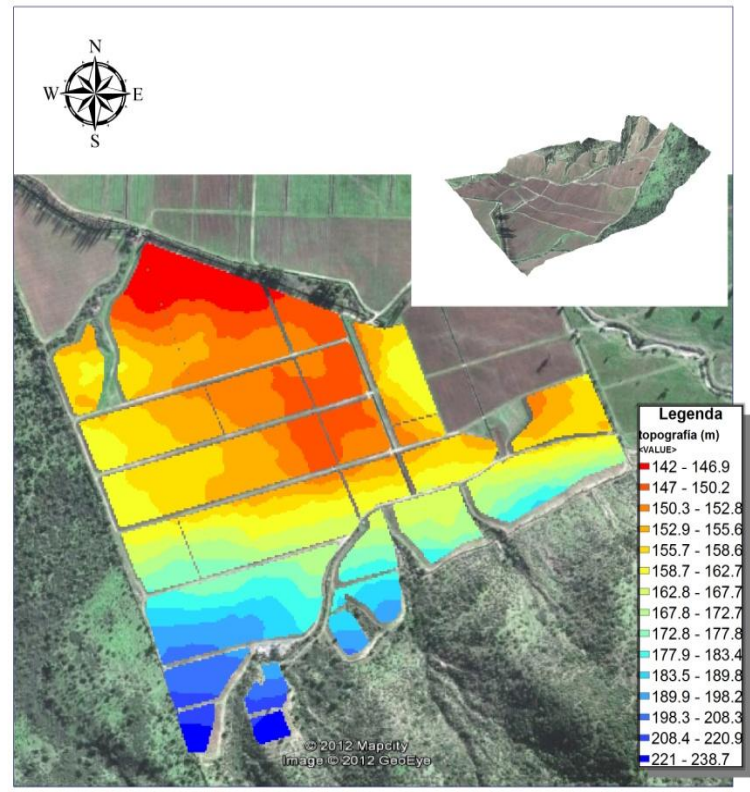 N
W E
S
Legenda
topografía (m)
<VALUE>
142 - 146.9
147 - 150.2
150.3 - 152.8
152.9 - 155.6
155.7 - 158.6
158.7 - 162.7
162.8 - 167.7
167.8 - 172.7
172.8 - 177.8
177.9 - 183.4
183.5 - 189.8
189.9 - 198.2
198.3 - 208.3
208.4 - 220.9
221 - 238.7
© 2012 Mapcity
Image © 2012 GeoEye